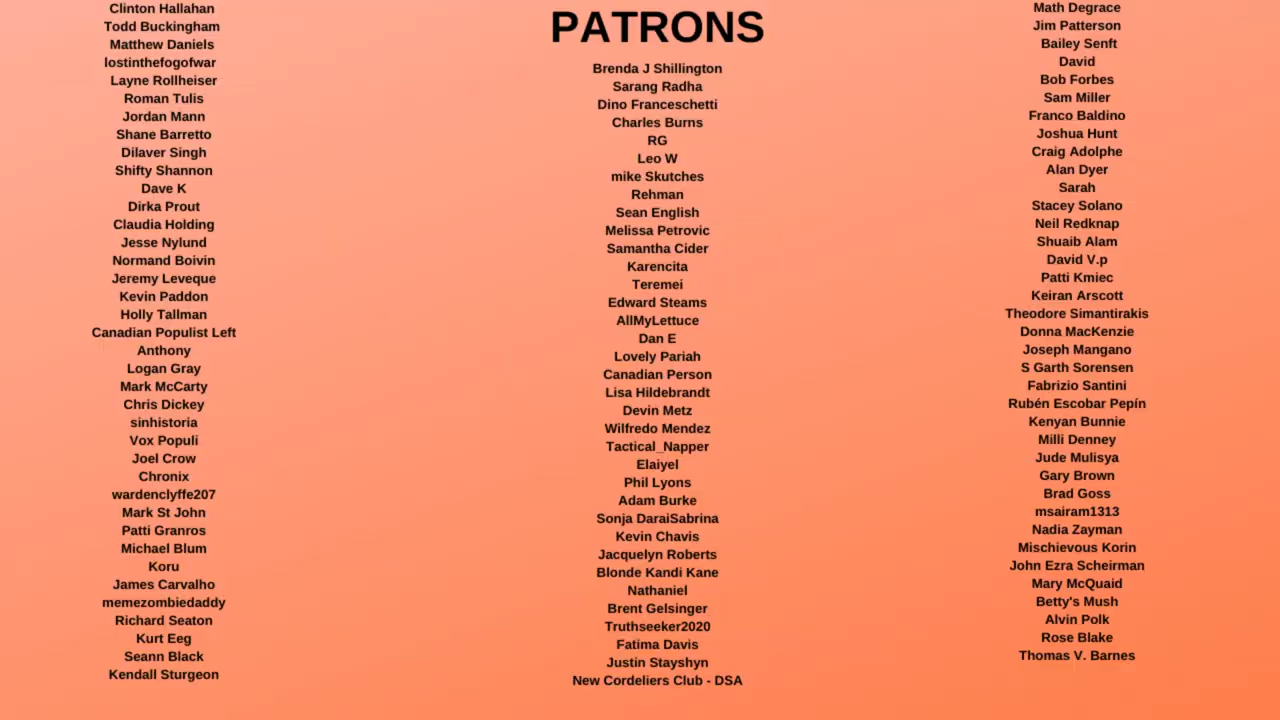 Clinton Hallahan
Todd Buckingham
Matthew Daniels
lostinthefogofwar
Layne Rollheiser
Roman Tulis
Jordan Mann
Shane Barretto
Dilaver Singh
Shifty Shannon
Dave K
Dirka Prout
Claudia Holding
Jesse Nylund
Normand Boivin
Jeremy Leveque
Kevin Paddon
Holly Tallman
Canadian Populist Left
Anthony
Logan Gray
Mark McCarty
Chris Dickey
sinhistoria
Vox Populi
Joel Crow
Chronix
wardenclyffe207
Mark St John
Patti Granros
Michael Blum
Koru
James Carvalho
memezombiedaddy
Richard Seaton
Kurt Eeg
Seann Black
Kendall Sturgeon
PATRONS
Brenda J Shillington
Sarang Radha
Dino Franceschetti
Charles Burns
RG
Leo W
mike Skutches
Rehman
Sean English
Melissa Petrovic
Samantha Cider
Karencita
Teremei
Edward Steams
AllMyLettuce
Dan E
Lovely Pariah
Canadian Person
Lisa Hildebrandt
Devin Metz
Wilfredo Mendez
Tactical_Napper
Elaiyel
Phil Lyons
Adam Burke
Sonja DaraiSabrina
Kevin Chavis
Jacquelyn Roberts
Blonde Kandi Kane
Nathaniel
Brent Gelsinger
Truthseeker2020
Fatima Davis
Justin Stayshyn
New Cordeliers Club - DSA
Math Degrace
Jim Patterson
Bailey Senft
David
Bob Forbes
Sam Miller
Franco Baldino
Joshua Hunt
Craig Adolphe
Alan Dyer
Sarah
Stacey Solano
Neil Redknap
Shuaib Alam
David V.p
Patti Kmiec
Keiran Arscott
Theodore Simantirakis
Donna MacKenzie
Joseph Mangano
S Garth Sorensen
Fabrizio Santini
Rubén Escobar Pepín
Kenyan Bunnie
Milli Denney
Jude Mulisya
Gary Brown
Brad Goss
msairam1313
Nadia Zayman
Mischievous Korin
John Ezra Scheirman
Mary McQuaid
Betty's Mush
Alvin Polk
Rose Blake
Thomas V. Barnes